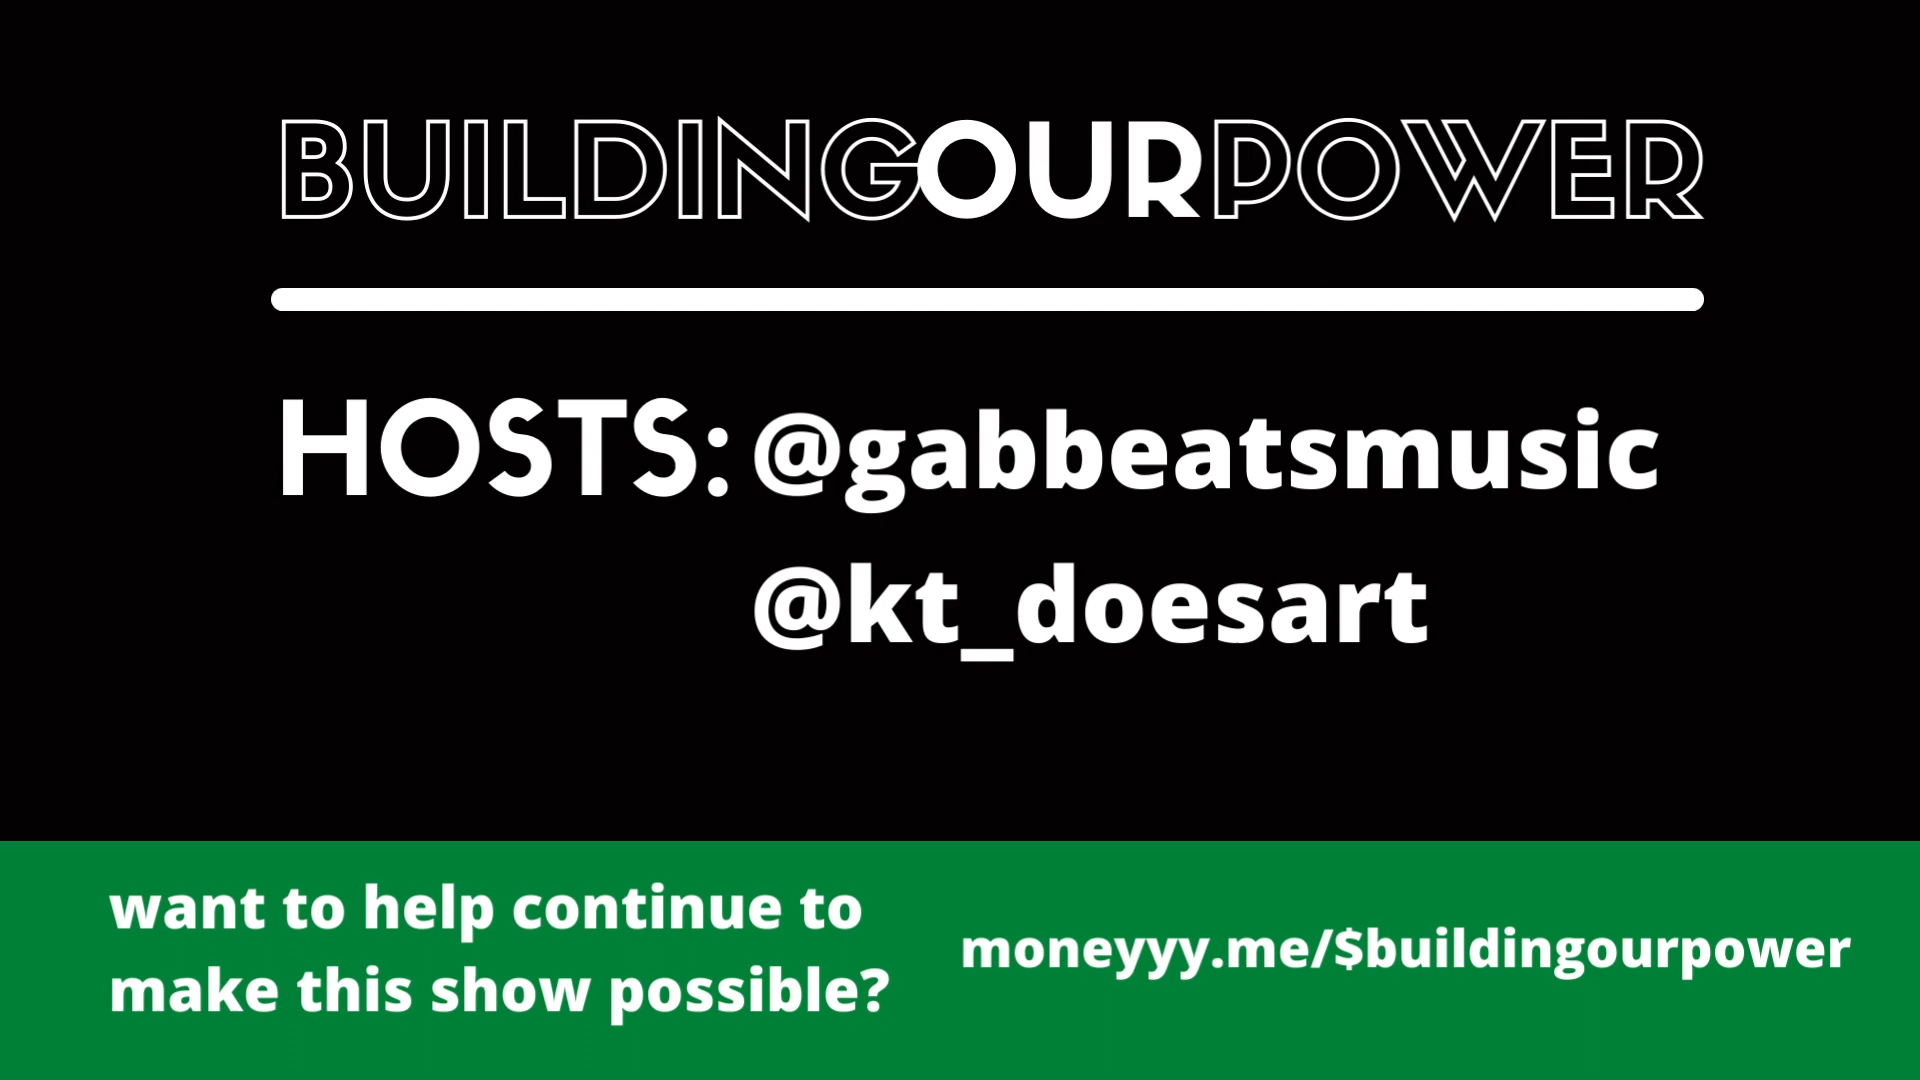 BUILDINGOURPOWER
HOSTS: @gabbeatsmusic
@kt_doesart
want to help continue to
make this show possible?
moneyyy.me/$buildingourpower